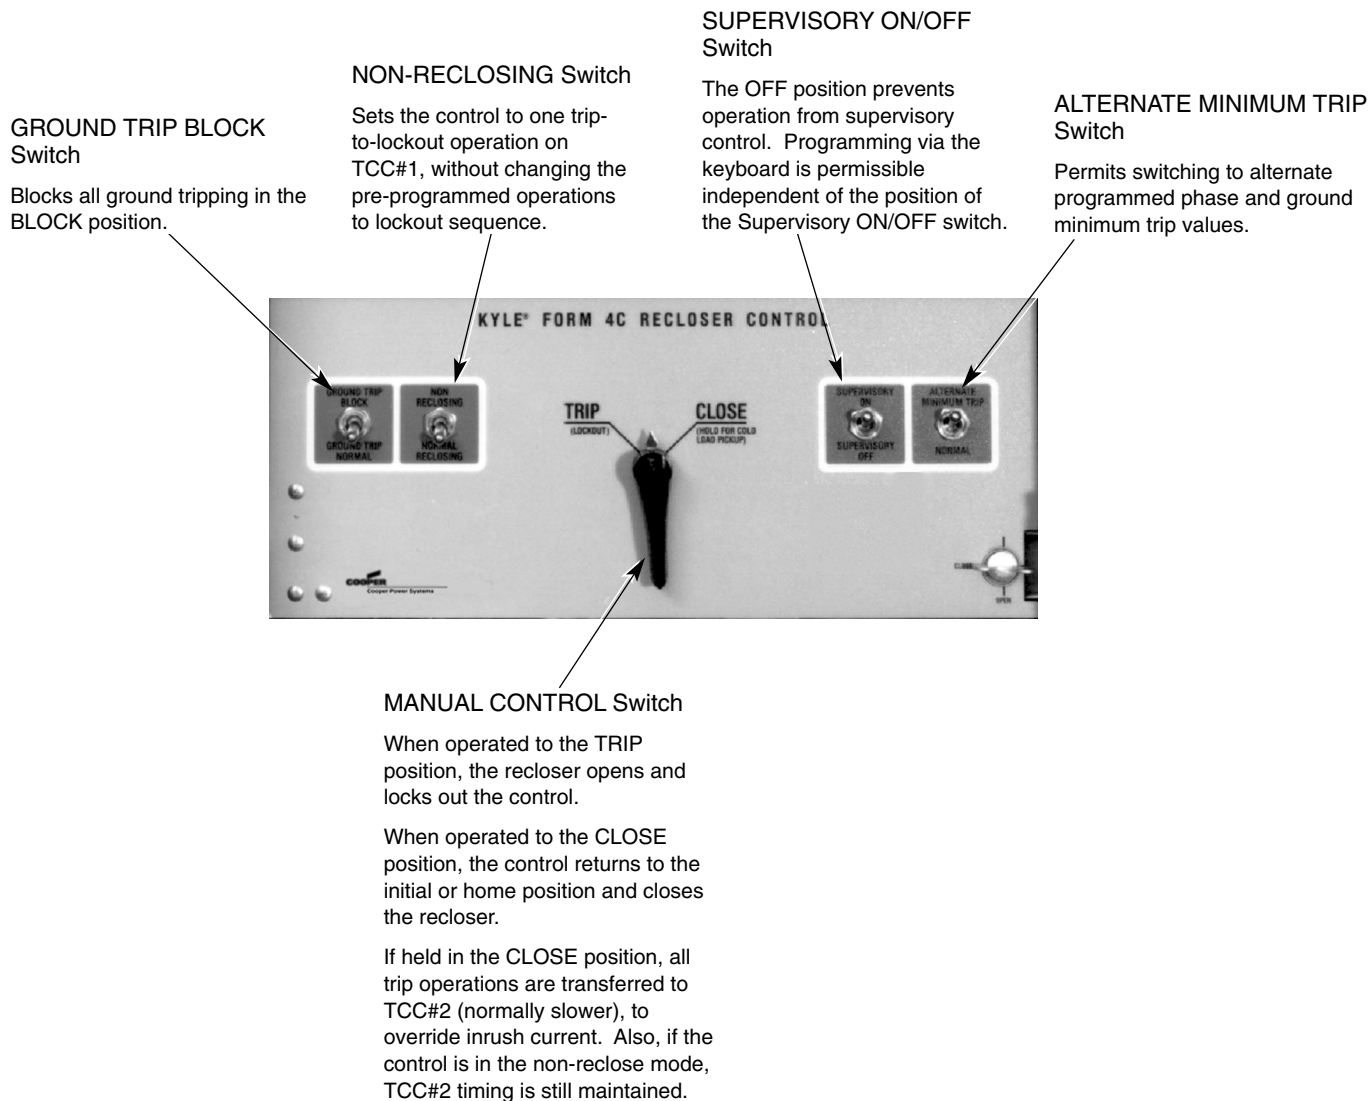 SUPERVISORY ON/OFF
Switch
The OFF position prevents
operation from supervisory
control. Programming via the
keyboard is permissible
independent of the position of
the Supervisory ON/OFF switch.
NON-RECLOSING Switch
Sets the control to one trip-
to-lockout operation on
TCC#1, without changing the
pre-programmed operations
to lockout sequence.
ALTERNATE MINIMUM TRIP
Switch
Permits switching to alternate
programmed phase and ground
minimum trip values.
GROUND TRIP BLOCK
Switch
Blocks all ground tripping in the
BLOCK position.
KYLE® FORM 4C RECLOSER CONTROL
GROUND TRIP
BLOCK
GROUND TRIP
NORMAL
NON
RECLOSING
NORMAL
RECLOSING
TRIP
(LOCKOUT)
CLOSE
(HOLD FOR COLD
LOAD PICKUP)
SUPERVISORY
ON
SUPERVISORY
OFF
ALTERNATE
MINIMUM TRIP
NORMAL
COOPER
Cooper Power Systems
CLOSE
OPEN
MANUAL CONTROL Switch
When operated to the TRIP
position, the recloser opens and
locks out the control.
When operated to the CLOSE
position, the control returns to the
initial or home position and closes
the recloser.
If held in the CLOSE position, all
trip operations are transferred to
TCC#2 (normally slower), to
override inrush current. Also, if the
control is in the non-reclose mode,
TCC#2 timing is still maintained.